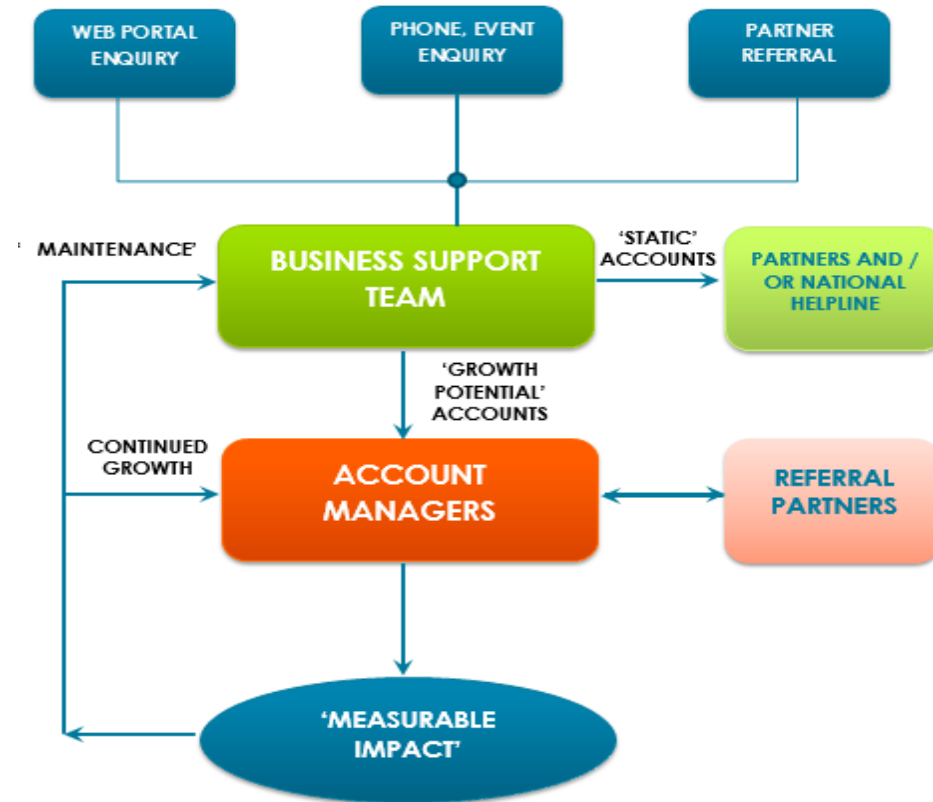 WEB PORTAL
ENQUIRY
PHONE, EVENT
ENQUIRY
PARTNER
REFERRAL
‘ MAINTENANCE’
BUSINESS SUPPORT
TEAM
‘STATIC’
ACCOUNTS
PARTNERS AND /
OR NATIONAL
HELPLINE
‘GROWTH
POTENTIAL’
ACCOUNTS
CONTINUED
GROWTH
ACCOUNT
MANAGERS
REFERRAL
PARTNERS
‘MEASURABLE
IMPACT’